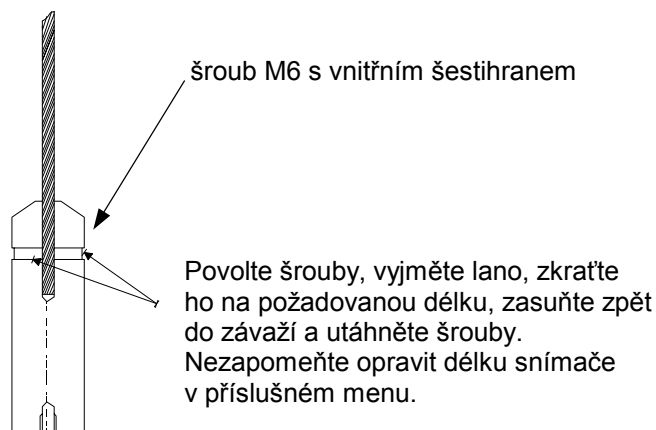 šroub M6 s vnitřním šestihranem
Povolte šrouby, vyjměte lano, zkraťte
ho na požadovanou délku, zasuňte zpět
do závaží a utáhněte šrouby.
Nezapomeňte opravit délku snímače
v příslušném menu.